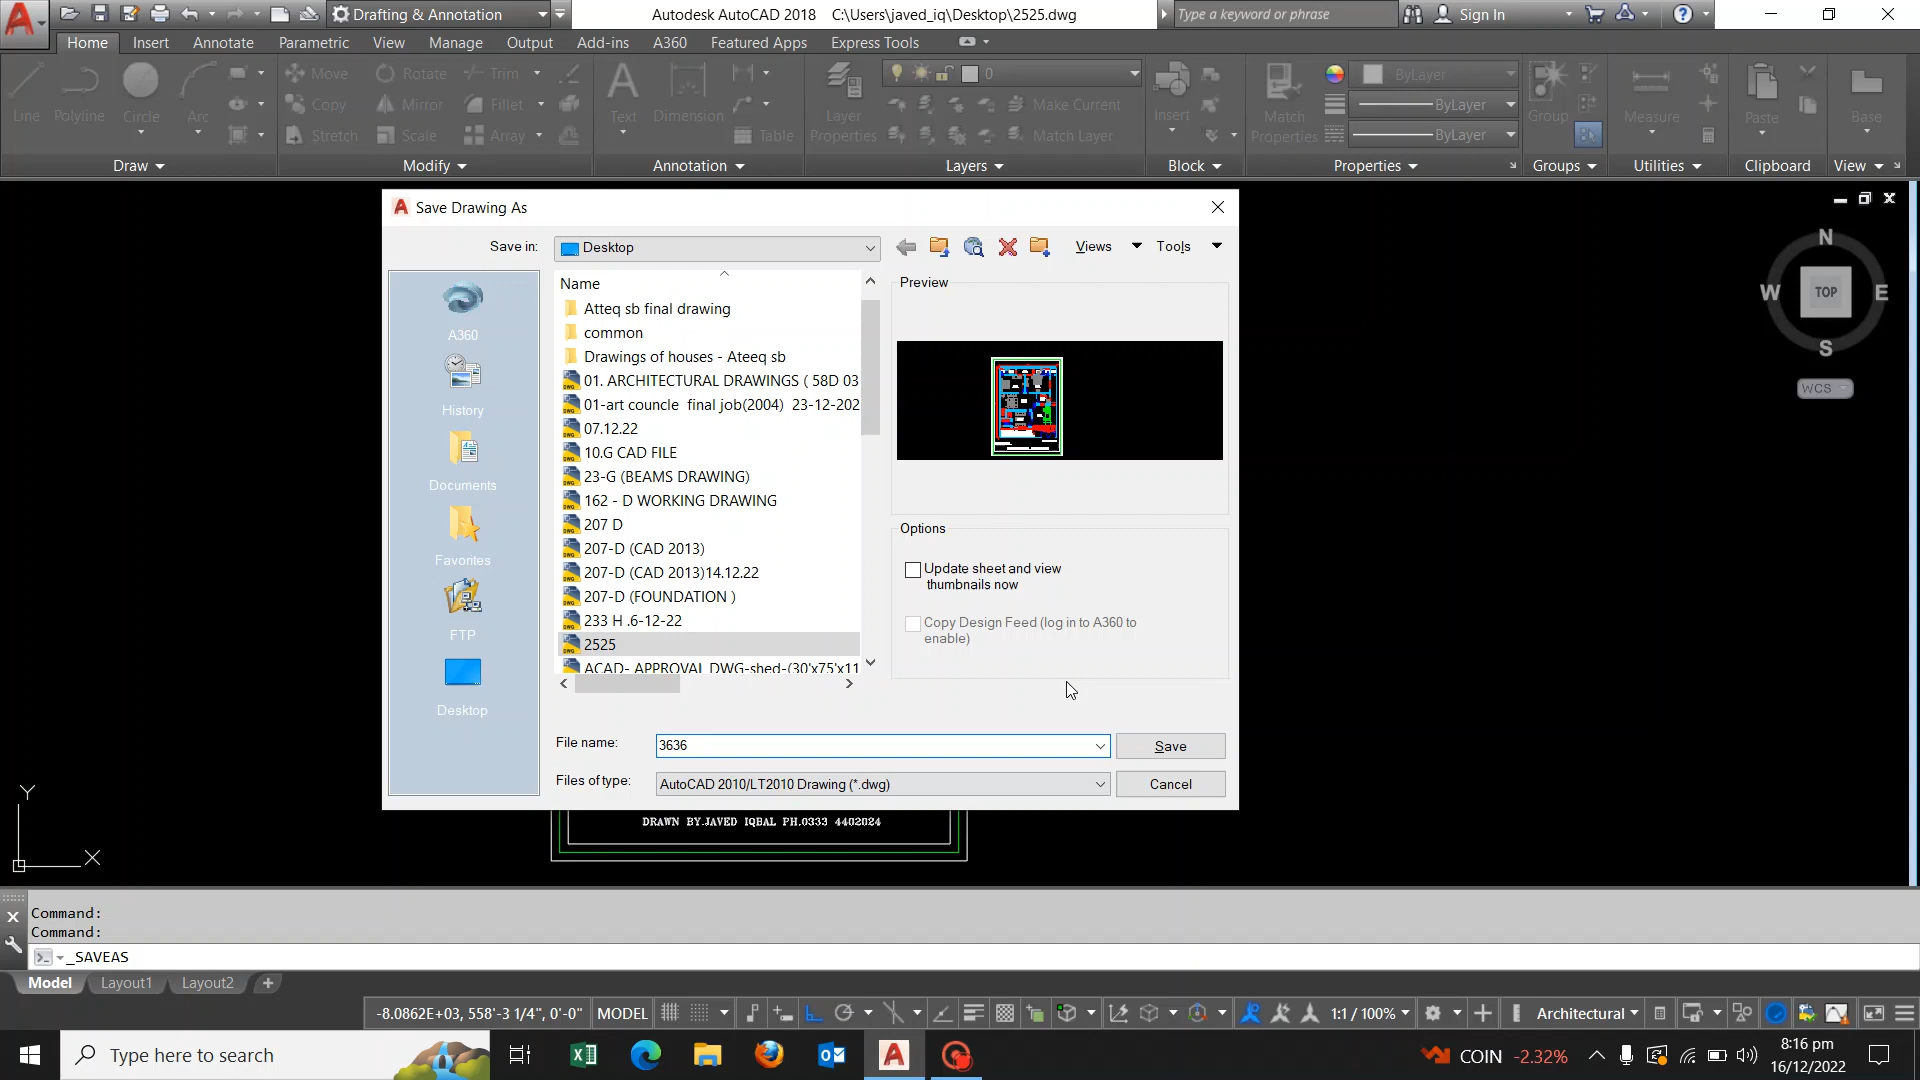 Drafting & Annotation
Autodesk AutoCAD 2018 C:\Users\javed_iq\Desktop\2525.dwg
Type a keyword or phrase
Sign In
Home Insert Annotate Parametric View Manage Output Add-ins A360 Featured Apps Express Tools
Line Polyline Circle Arc
Move Rotate Trim
Copy Mirror Fillet
Stretch Scale Array
Text Dimension Table
Layer Properties
0
Make Current
Match Layer
Insert
Match Properties
ByLayer
ByLayer
ByLayer
Group
Measure
Paste
Base
Draw Modify Annotation Layers Block Properties Groups Utilities Clipboard View
Save Drawing As
Save in: Desktop
Views Tools
A360
History
Documents
Favorites
FTP
Desktop
Name
Atteq sb final drawing
common
Drawings of houses - Ateeq sb
01. ARCHITECTURAL DRAWINGS ( 58D 03
01-art councle final job(2004) 23-12-202
07.12.22
10.G CAD FILE
23-G (BEAMS DRAWING)
162 - D WORKING DRAWING
207 D
207-D (CAD 2013)
207-D (CAD 2013)14.12.22
207-D (FOUNDATION )
233 H .6-12-22
2525
ACAD- APPROVAL DWG-shed-(30'x75'x11
Preview
Options
Update sheet and view
thumbnails now
Copy Design Feed (log in to A360 to
enable)
File name: 3636
Save
Files of type: AutoCAD 2010/LT2010 Drawing (*.dwg)
Cancel
N
W TOP E
S
WCS
DRAWN BY.JAVED IQBAL PH.0333 4402024
Y
X
Command:
Command:
_SAVEAS
Model Layout1 Layout2 +
-8.0862E+03, 558'-3 1/4", 0'-0" MODEL
1:1 / 100%
Architectural
Type here to search
COIN -2.32%
8:16 pm
16/12/2022